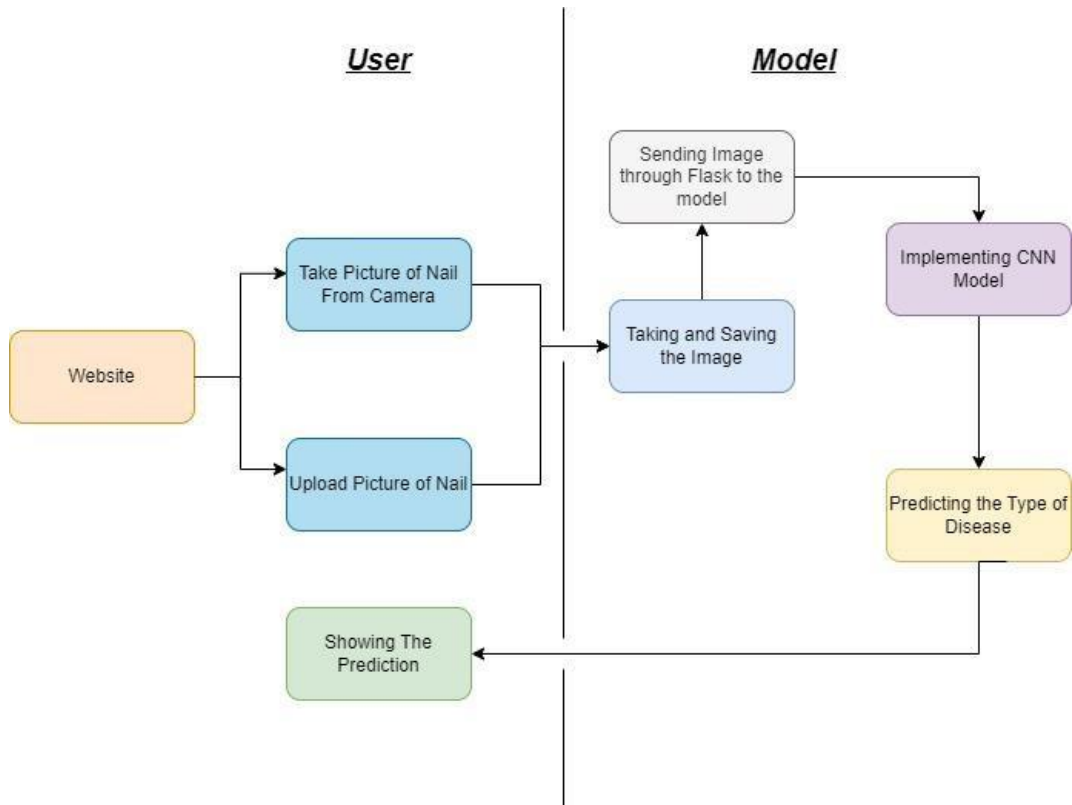 User
Model
Sending Image
through Flask to the
model
Take Picture of Nail
From Camera
Implementing CNN
Model
Taking and Saving
the Image
Website
Upload Picture of Nail
Predicting the Type of
Disease
Showing The
Prediction